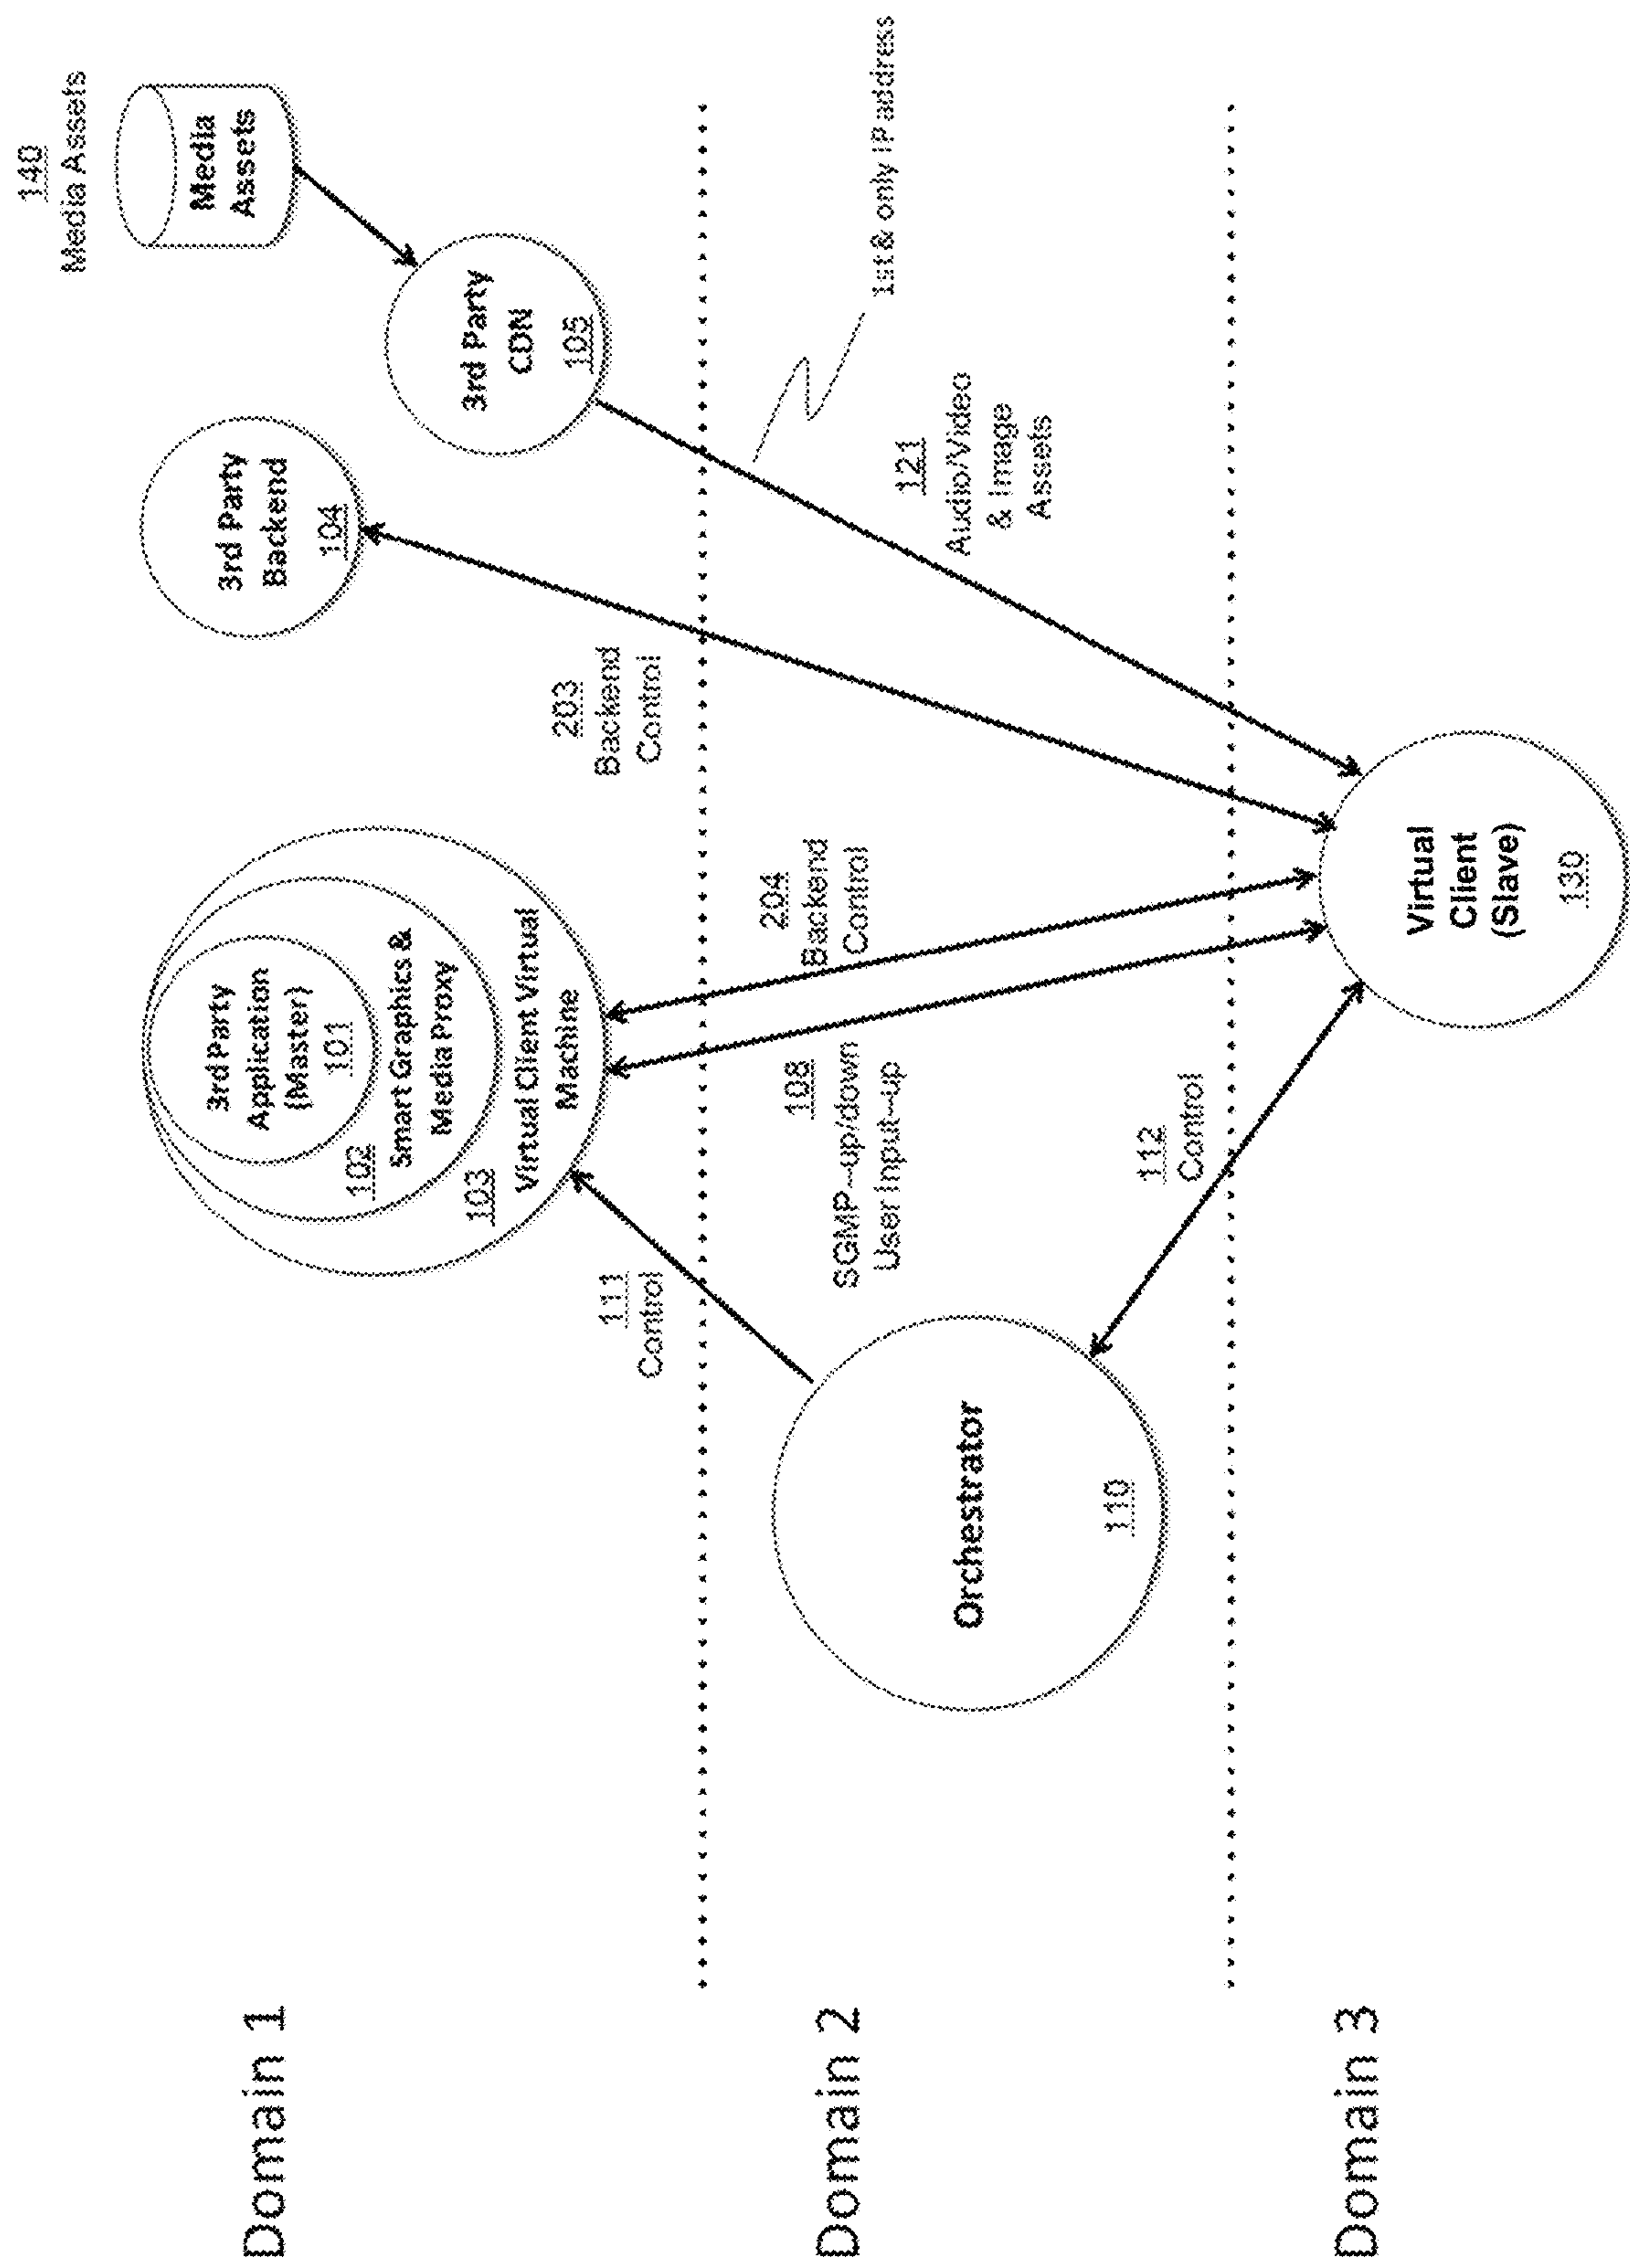 140
Media Assets
Media
Assets
3rd Party
Backend
104
3rd Party
CDN
105
3rd Party
Application
(Master)
101
102
Smart Graphics &
Media Proxy
103
Virtual Client Virtual
Machine
Domain 1
111
Control
203
Backend
Control
204
Backend
Control
108
SGMP--up/down
User Input--up
121
Audio/Video
& Image
Assets
1st & only IP address
Orchestrator
110
112
Control
Domain 2
Virtual
Client
(Slave)
130
Domain 3